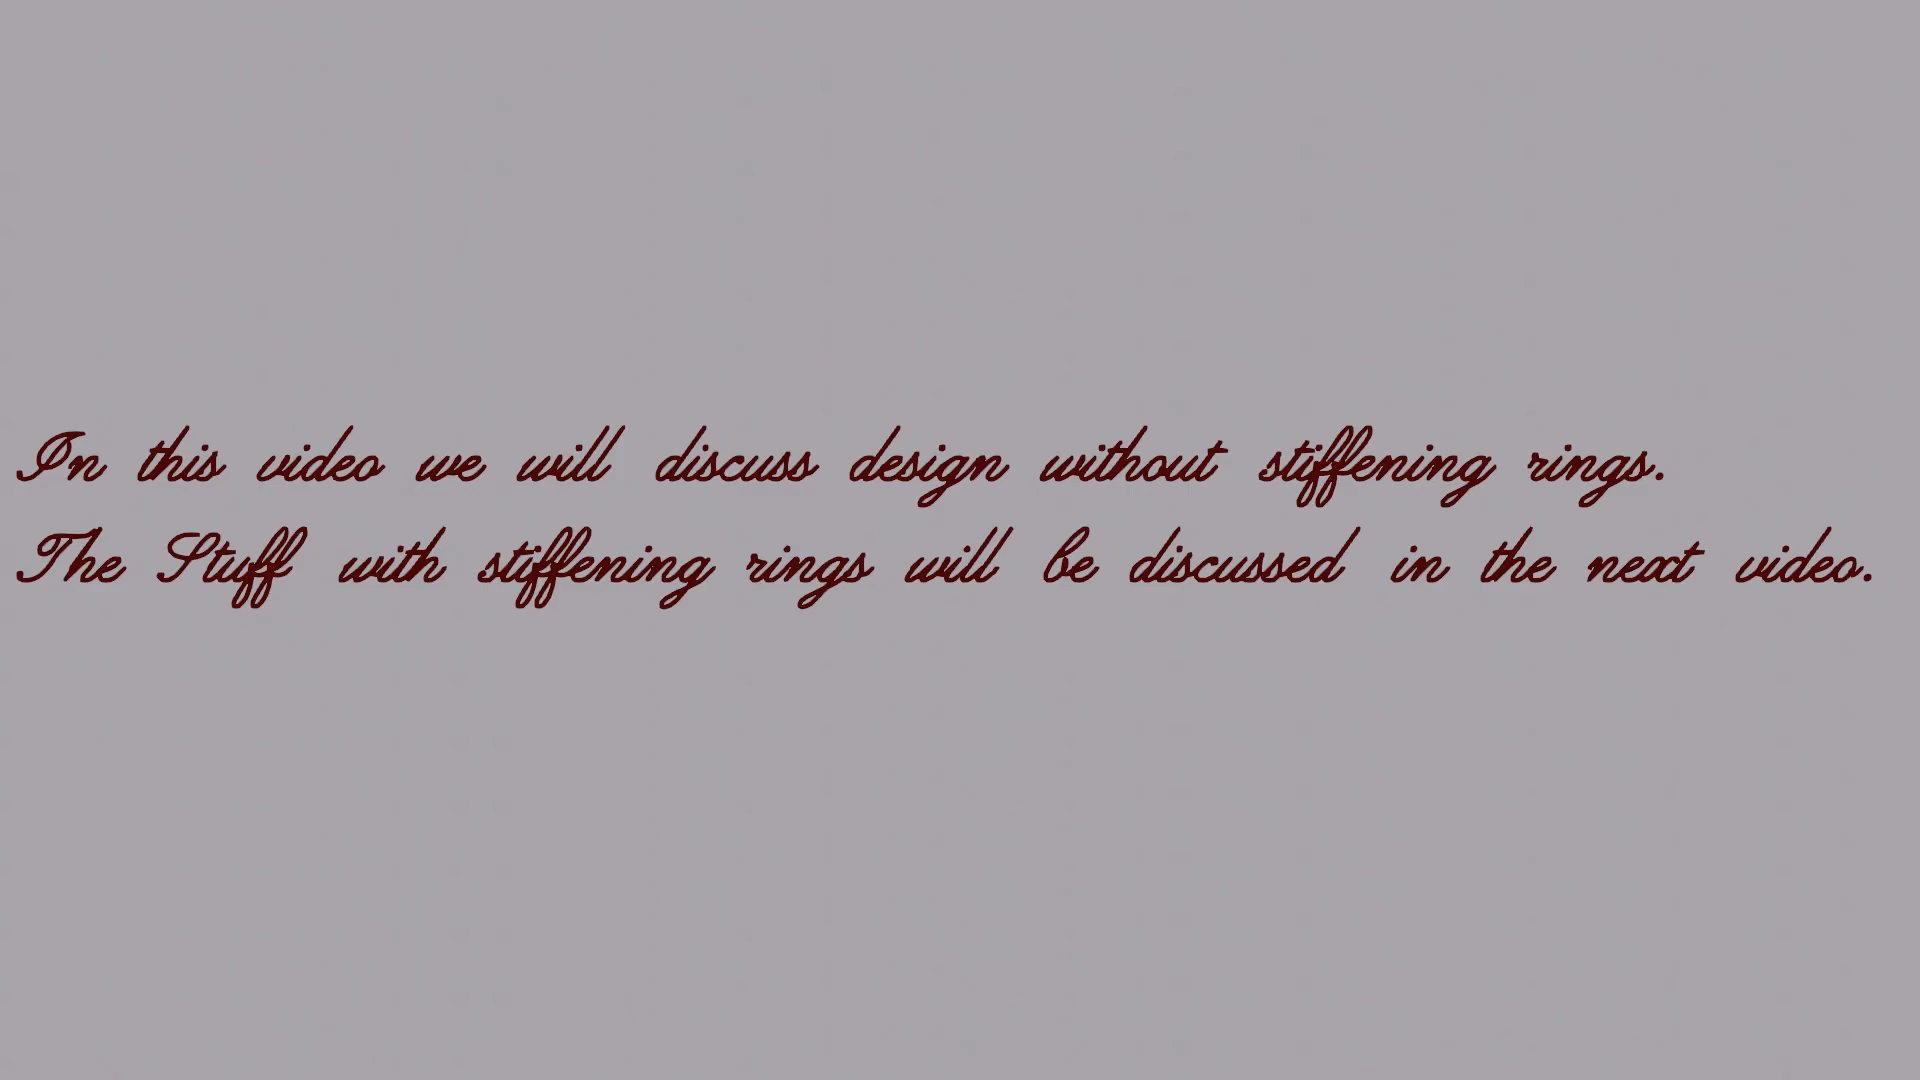 In this video we will discuss design without stiffening rings.
The Stuff with stiffening rings will be discussed in the next video.